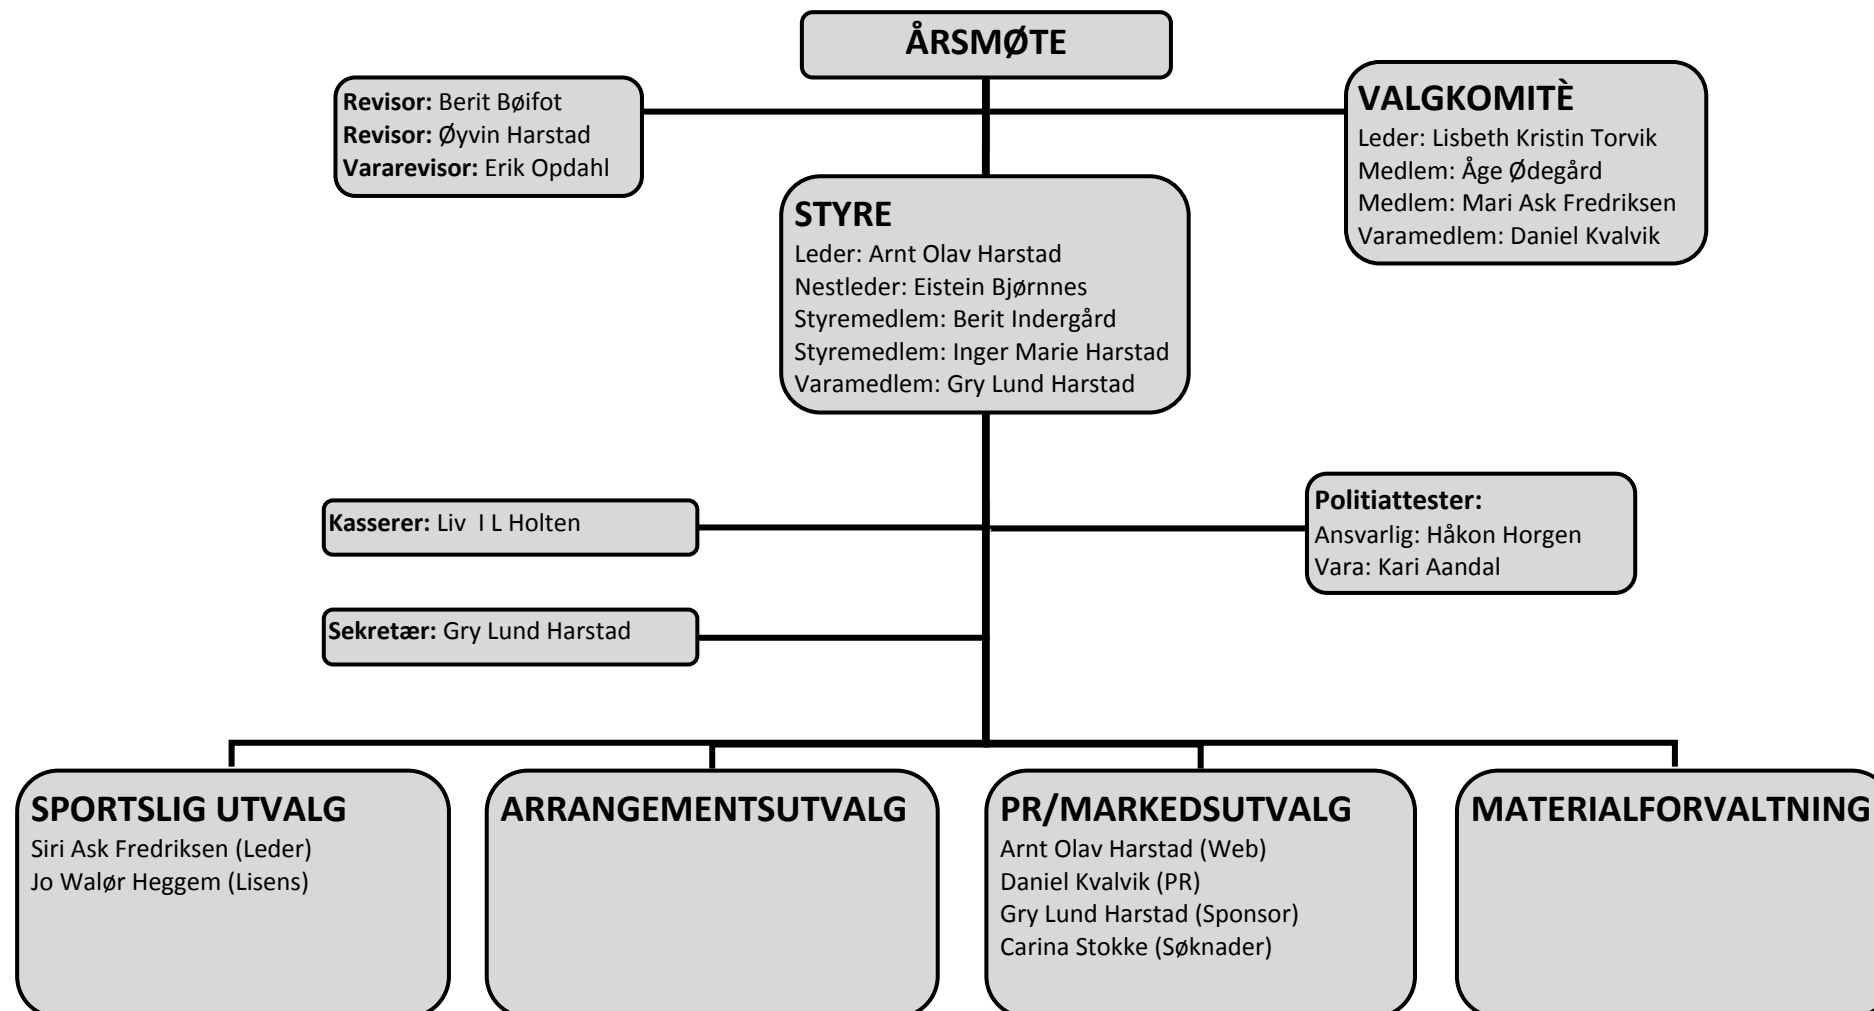 ÅRSMØTE
Revisor: Berit Bøifot
Revisor: Øyvin Harstad
Vararevisor: Erik Opdahl
VALGKOMITÈ
Leder: Lisbeth Kristin Torvik
Medlem: Åge Ødegård
Medlem: Mari Ask Fredriksen
Varamedlem: Daniel Kvalvik
STYRE
Leder: Arnt Olav Harstad
Nestleder: Eistein Bjørnnes
Styremedlem: Berit Indergård
Styremedlem: Inger Marie Harstad
Varamedlem: Gry Lund Harstad
Kasserer: Liv  I L Holten
Politiattester:
Ansvarlig: Håkon Horgen
Vara: Kari Aandal
Sekretær: Gry Lund Harstad
SPORTSLIG UTVALG
Siri Ask Fredriksen (Leder)
Jo Walør Heggem (Lisens)
ARRANGEMENTSUTVALG
PR/MARKEDSUTVALG
Arnt Olav Harstad (Web)
Daniel Kvalvik (PR)
Gry Lund Harstad (Sponsor)
Carina Stokke (Søknader)
MATERIALFORVALTNING